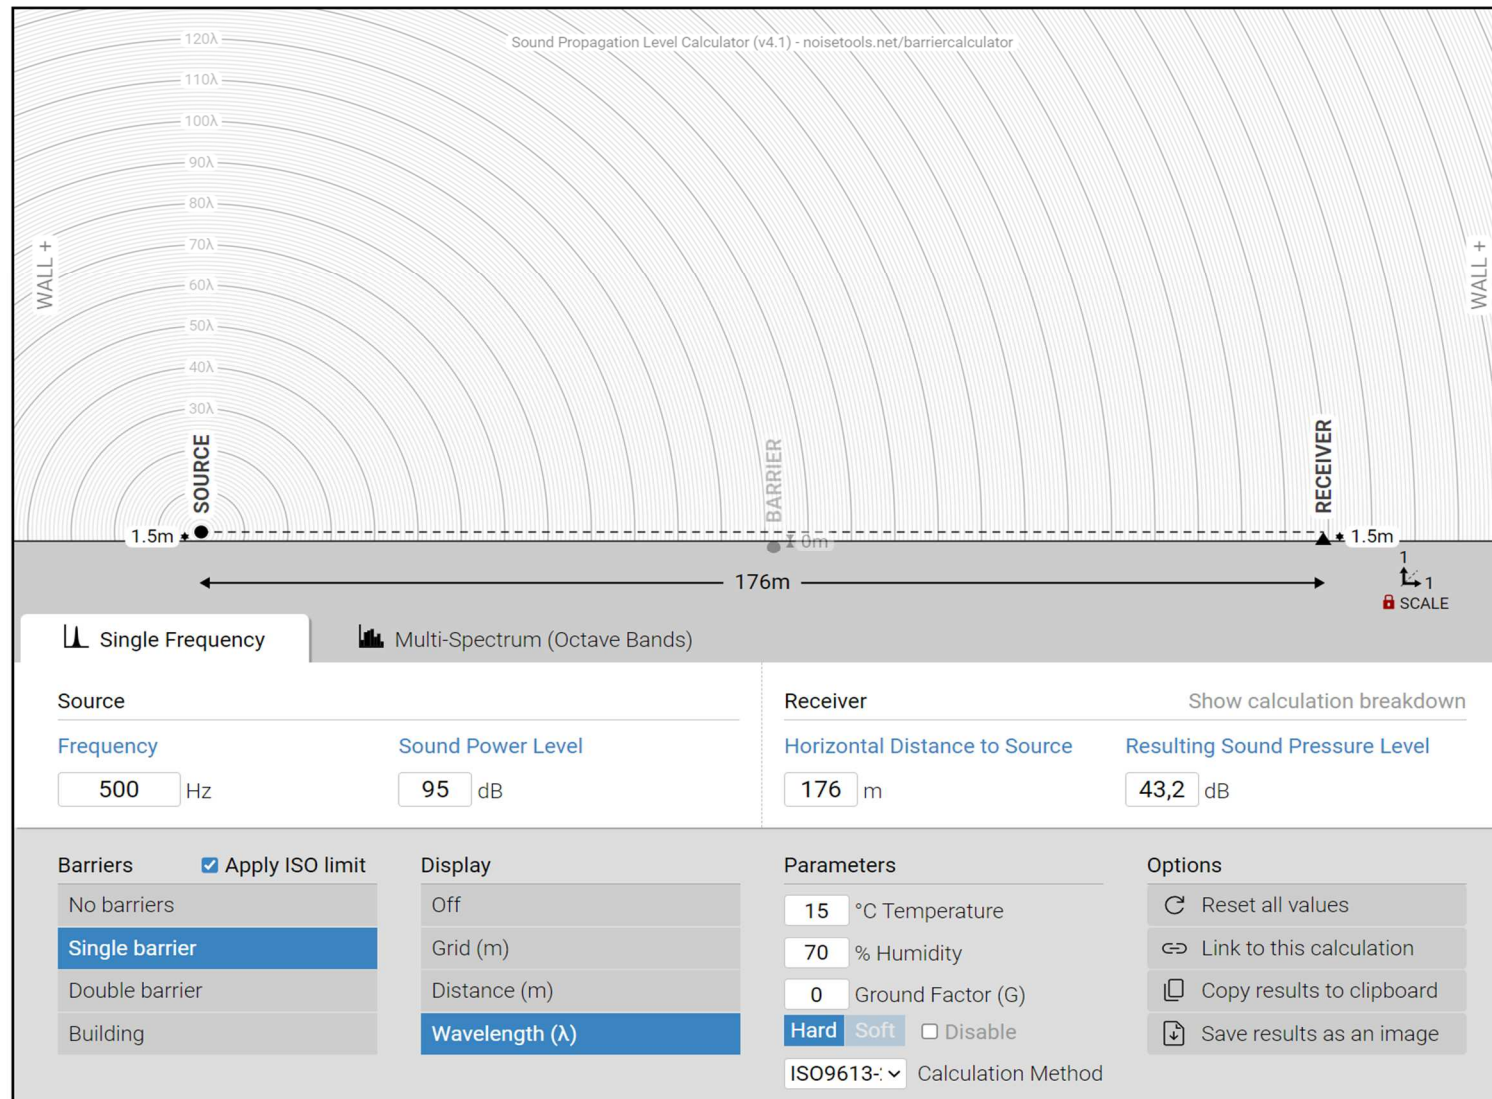 Sound Propagation Level Calculator (v4.1) - noisetools.net/barriercalculator
120λ
110λ
100λ
90λ
80λ
70λ
60λ
50λ
40λ
30λ
WALL +
WALL +
SOURCE
BARRIER
RECEIVER
1.5m
0m
1.5m
176m
1
1
SCALE
Single Frequency
Multi-Spectrum (Octave Bands)
Source
Frequency
Sound Power Level
500 Hz
95 dB
Receiver
Show calculation breakdown
Horizontal Distance to Source
Resulting Sound Pressure Level
176 m
43,2 dB
Barriers
Apply ISO limit
No barriers
Single barrier
Double barrier
Building
Display
Off
Grid (m)
Distance (m)
Wavelength (λ)
Parameters
15 °C Temperature
70 % Humidity
0 Ground Factor (G)
Hard Soft Disable
ISO9613-: Calculation Method
Options
Reset all values
Link to this calculation
Copy results to clipboard
Save results as an image